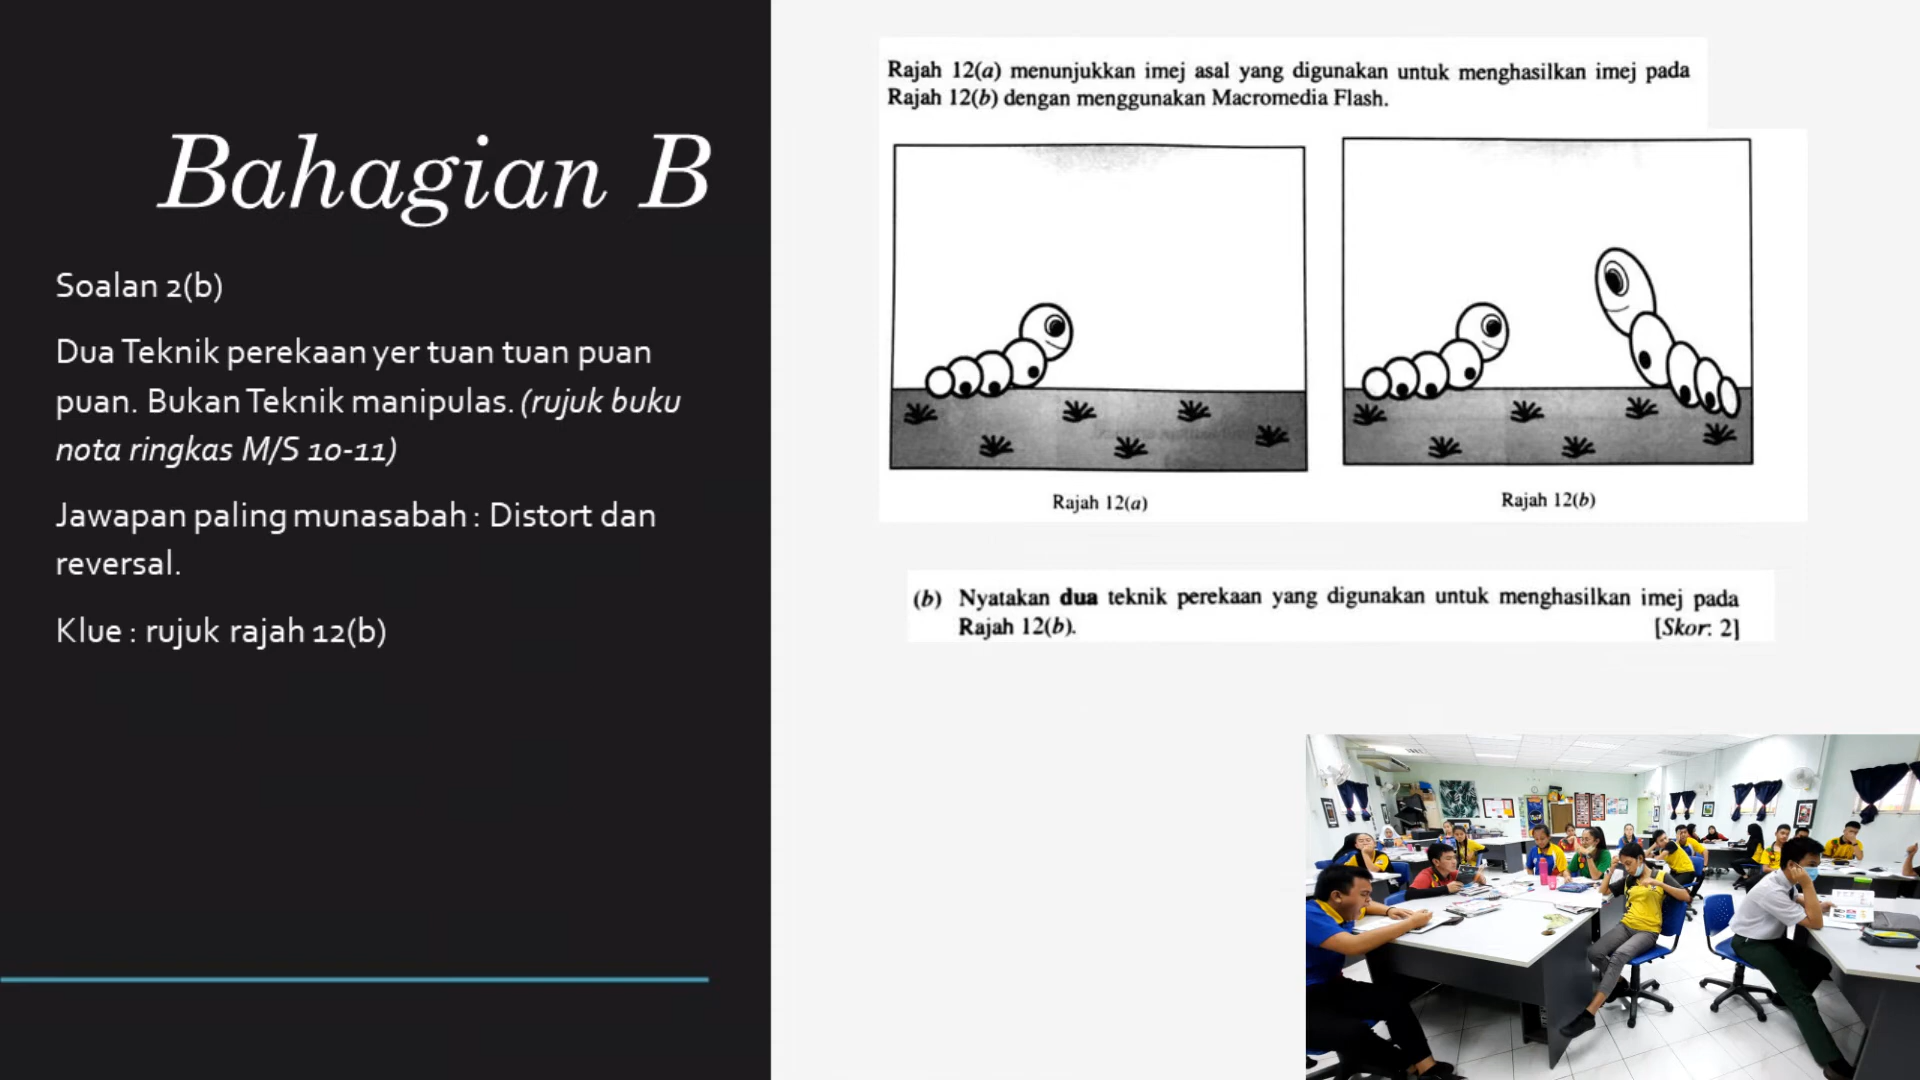 Bahagian B
Soalan 2(b)
Dua Teknik perekaan yer tuan tuan puan
puan. Bukan Teknik manipulas. (rujuk buku
nota ringkas M/S 10-11)
Jawapan paling munasabah : Distort dan
reversal.
Klue : rujuk rajah 12(b)
Rajah 12(a) menunjukkan imej asal yang digunakan untuk menghasilkan imej pada
Rajah 12(b) dengan menggunakan Macromedia Flash.
Rajah 12(a)
Rajah 12(b)
(b) Nyatakan dua teknik perekaan yang digunakan untuk menghasilkan imej pada
Rajah 12(b). [Skor: 2]